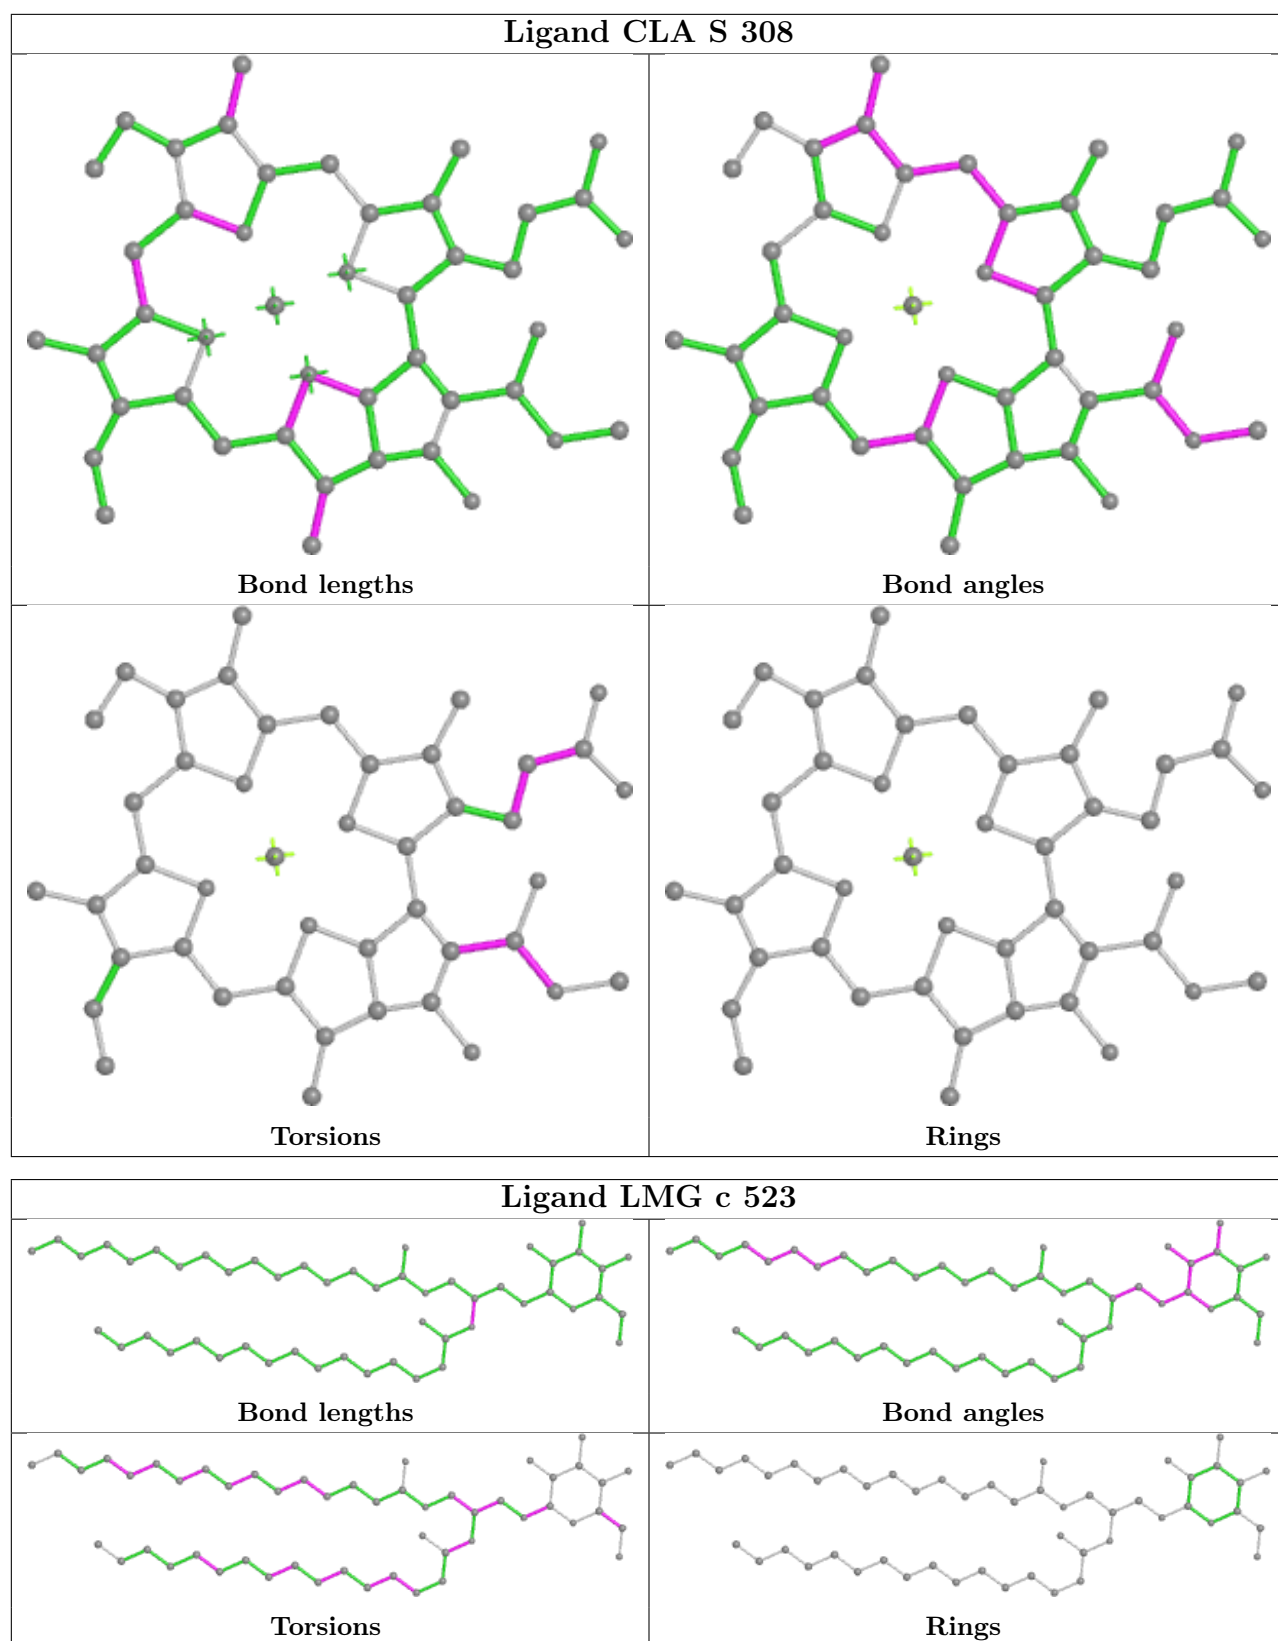 Ligand CLA S 308
Bond lengths
Bond angles
Torsions
Rings
Ligand LMG c 523
Bond lengths
Bond angles
Torsions
Rings